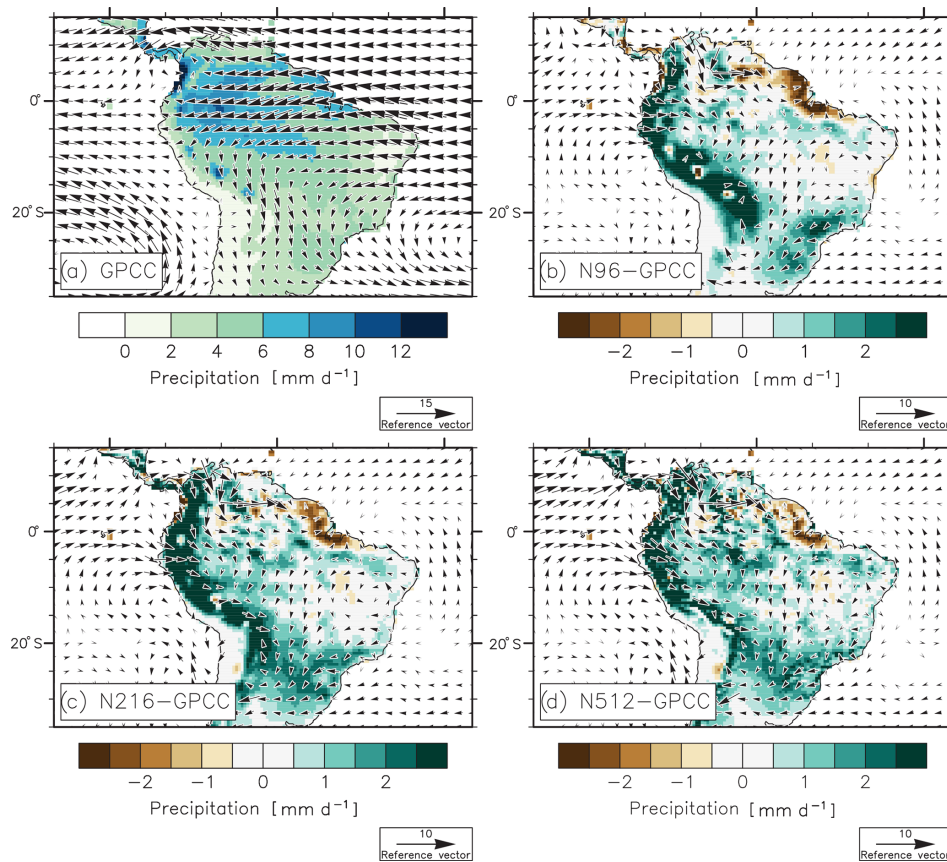 0°
20°S
(a) GPCC
0 2 4 6 8 10 12
Precipitation [mm d⁻¹]
15
Reference vector
0°
20°S
(b) N96−GPCC
−2 −1 0 1 2
Precipitation [mm d⁻¹]
10
Reference vector
0°
20°S
(c) N216−GPCC
−2 −1 0 1 2
Precipitation [mm d⁻¹]
10
Reference vector
0°
20°S
(d) N512−GPCC
−2 −1 0 1 2
Precipitation [mm d⁻¹]
10
Reference vector